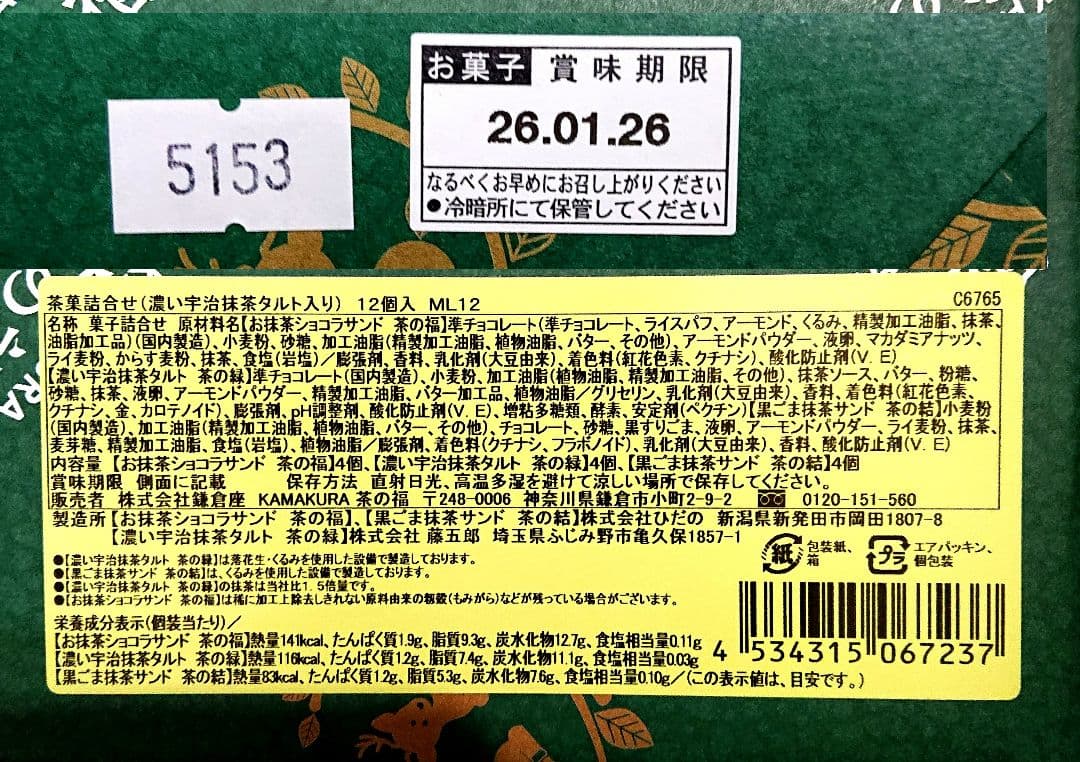 お菓子 賞味期限
26.01.26
5153
なるべくお早めにお召し上がりください
●冷暗所にて保管してください
茶菓詰合せ(濃い宇治抹茶タルト入り) 12個入 ML12 C6765
名称 菓子詰合せ 原材料名【お抹茶ショコラサンド 茶の福】準チョコレート(準チョコレート、ライスパフ、アーモンド、くるみ、精製加工油脂、抹茶、
油脂加工品)(国内製造)、小麦粉、砂糖、加工油脂(精製加工油脂、植物油脂、バター、その他)、アーモンドパウダー、液卵、マカダミアナッツ、
ライ麦粉、からす麦粉、抹茶、食塩(岩塩)/膨張剤、香料、乳化剤(大豆由来)、着色料(紅花色素、クチナシ)、酸化防止剤(V.E)
【濃い宇治抹茶タルト 茶の緑】準チョコレート(国内製造)、小麦粉、加工油脂(植物油脂、精製加工油脂、その他)、抹茶ソース、バター、粉糖、
砂糖、抹茶、液卵、アーモンドパウダー、精製加工油脂、バター加工品、植物油脂/グリセリン、乳化剤(大豆由来)、香料、着色料(紅花色素、
クチナシ、金、カロテノイド)、膨張剤、pH調整剤、酸化防止剤(V.E)、増粘多糖類、酵素、安定剤(ペクチン)【黒ごま抹茶サンド 茶の結】小麦粉
(国内製造)、加工油脂(精製加工油脂、植物油脂、バター、その他)、チョコレート、砂糖、黒すりごま、液卵、アーモンドパウダー、ライ麦粉、抹茶、
麦芽糖、精製加工油脂、食塩(岩塩)、植物油脂/膨張剤、着色料(クチナシ、フラボノイド)、乳化剤(大豆由来)、香料、酸化防止剤(V.E)
内容量 【お抹茶ショコラサンド 茶の福】4個、【濃い宇治抹茶タルト 茶の緑】4個、【黒ごま抹茶サンド 茶の結】4個
賞味期限 側面に記載 保存方法 直射日光、高温多湿を避けて涼しい場所で保存してください。
販売者 株式会社鎌倉座 KAMAKURA 茶の福 〒248-0006 神奈川県鎌倉市小町2-9-2 0120-151-560
製造所【お抹茶ショコラサンド 茶の福】、【黒ごま抹茶サンド 茶の結】株式会社ひだの 新潟県新発田市岡田1807-8
【濃い宇治抹茶タルト 茶の緑】株式会社 藤五郎 埼玉県ふじみ野市亀久保1857-1
●【濃い宇治抹茶タルト 茶の緑】は落花生・くるみを使用した設備で製造しております。
●【黒ごま抹茶サンド 茶の結】は、くるみを使用した設備で製造しております。
●【濃い宇治抹茶タルト 茶の緑】の抹茶は当社比1.5倍量です。
●【お抹茶ショコラサンド 茶の福】は稀に加工上除去しきれない原料由来の籾殻(もみがら)などが残っている場合がございます。
紙 包装紙、
箱
プラ エアパッキン、
個包装
栄養成分表示(個装当たり)/
【お抹茶ショコラサンド 茶の福】熱量141kcal、たんぱく質1.9g、脂質9.3g、炭水化物12.7g、食塩相当量0.11g
【濃い宇治抹茶タルト 茶の緑】熱量116kcal、たんぱく質1.2g、脂質7.4g、炭水化物11.1g、食塩相当量0.03g
【黒ごま抹茶サンド 茶の結】熱量83kcal、たんぱく質1.2g、脂質5.3g、炭水化物7.6g、食塩相当量0.10g/(この表示値は、目安です。)
4 534315 067237